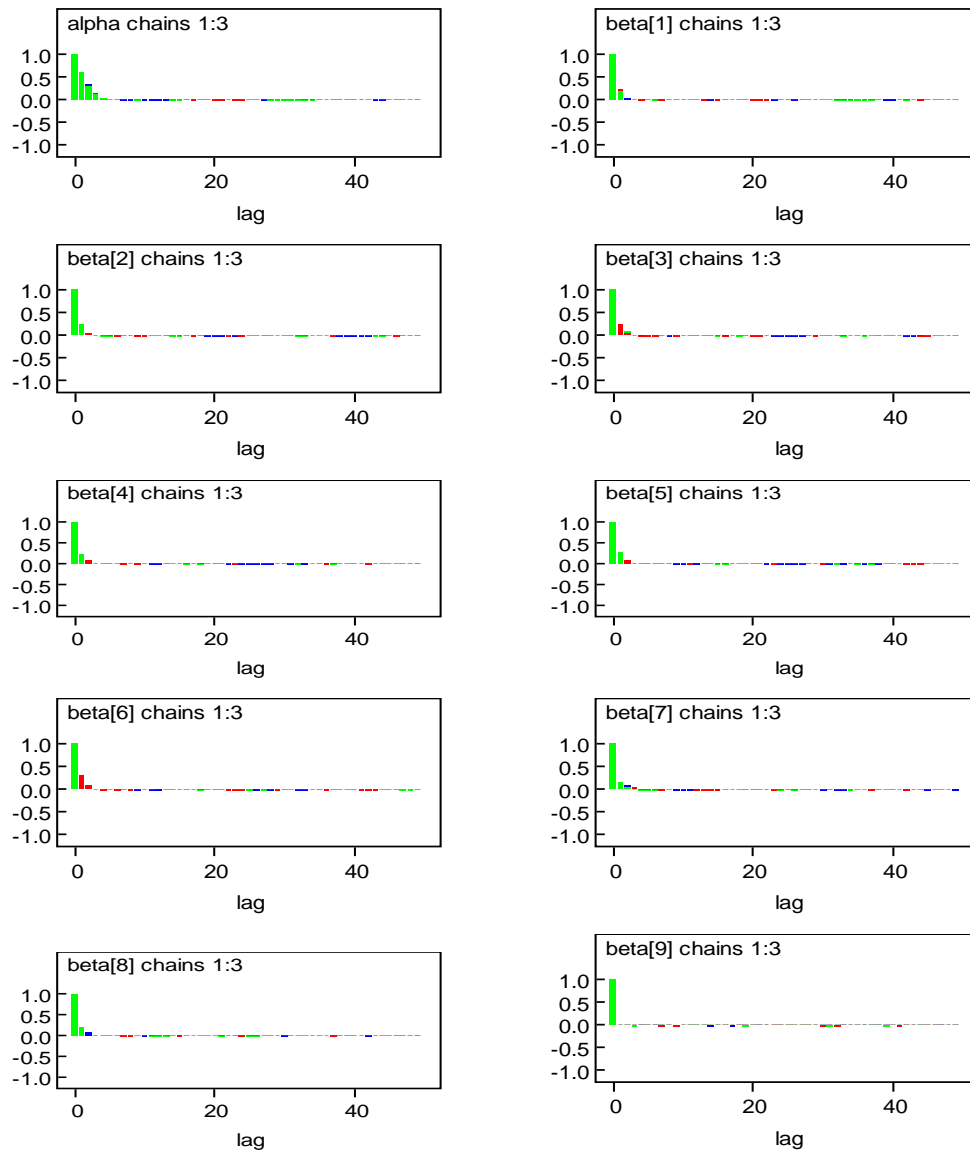 alpha chains 1:3
1.0
0.5
0.0
-0.5
-1.0
0 20 40
lag
beta[1] chains 1:3
1.0
0.5
0.0
-0.5
-1.0
0 20 40
lag
beta[2] chains 1:3
1.0
0.5
0.0
-0.5
-1.0
0 20 40
lag
beta[3] chains 1:3
1.0
0.5
0.0
-0.5
-1.0
0 20 40
lag
beta[4] chains 1:3
1.0
0.5
0.0
-0.5
-1.0
0 20 40
lag
beta[5] chains 1:3
1.0
0.5
0.0
-0.5
-1.0
0 20 40
lag
beta[6] chains 1:3
1.0
0.5
0.0
-0.5
-1.0
0 20 40
lag
beta[7] chains 1:3
1.0
0.5
0.0
-0.5
-1.0
0 20 40
lag
beta[8] chains 1:3
1.0
0.5
0.0
-0.5
-1.0
0 20 40
lag
beta[9] chains 1:3
1.0
0.5
0.0
-0.5
-1.0
0 20 40
lag